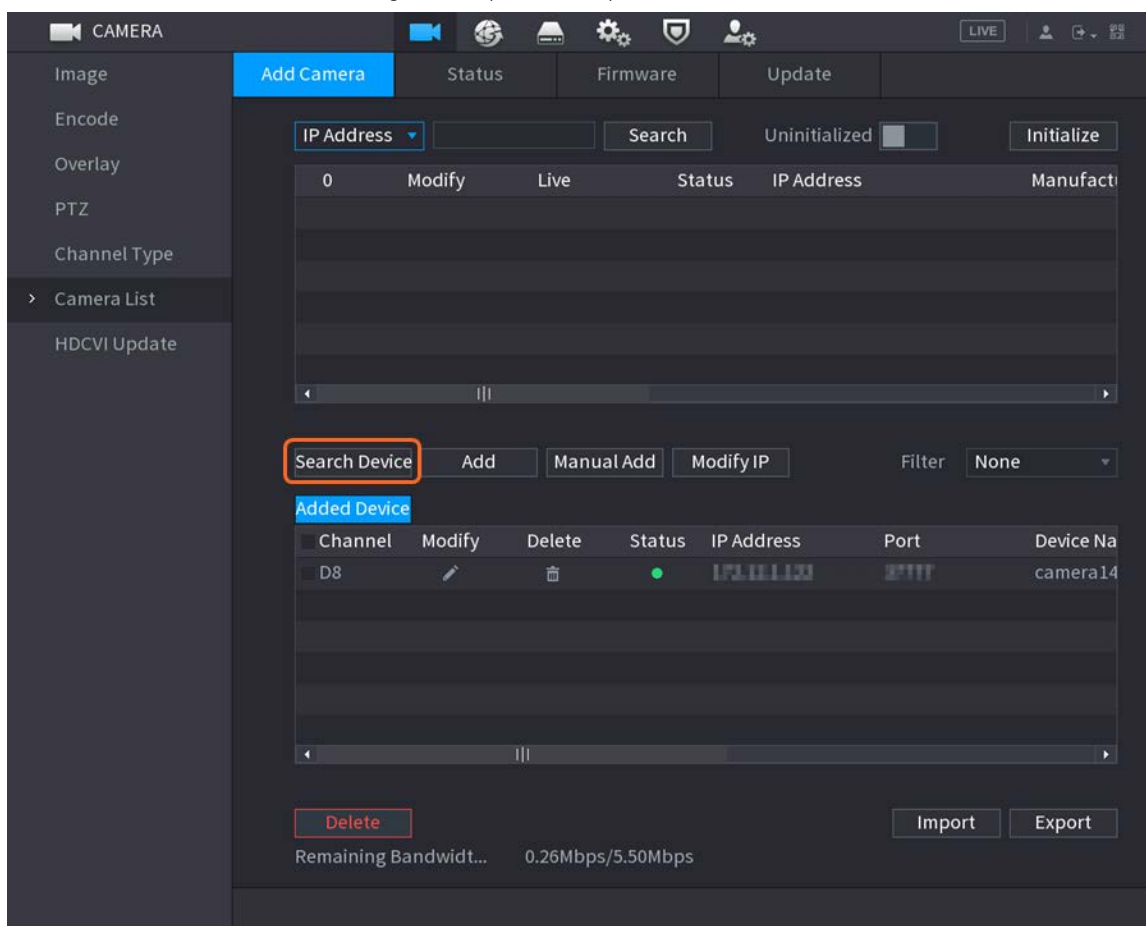 CAMERA LIVE
Image Add Camera Status Firmware Update
Encode
IP Address Search Uninitialized Initialize
Overlay
0 Modify Live Status IP Address Manufact
PTZ
Channel Type
Camera List
HDCVI Update
Search Device Add Manual Add Modify IP Filter None
Added Device
Channel Modify Delete Status IP Address Port Device Na
D8 camera14
Delete Import Export
Remaining Bandwidt... 0.26Mbps/5.50Mbps